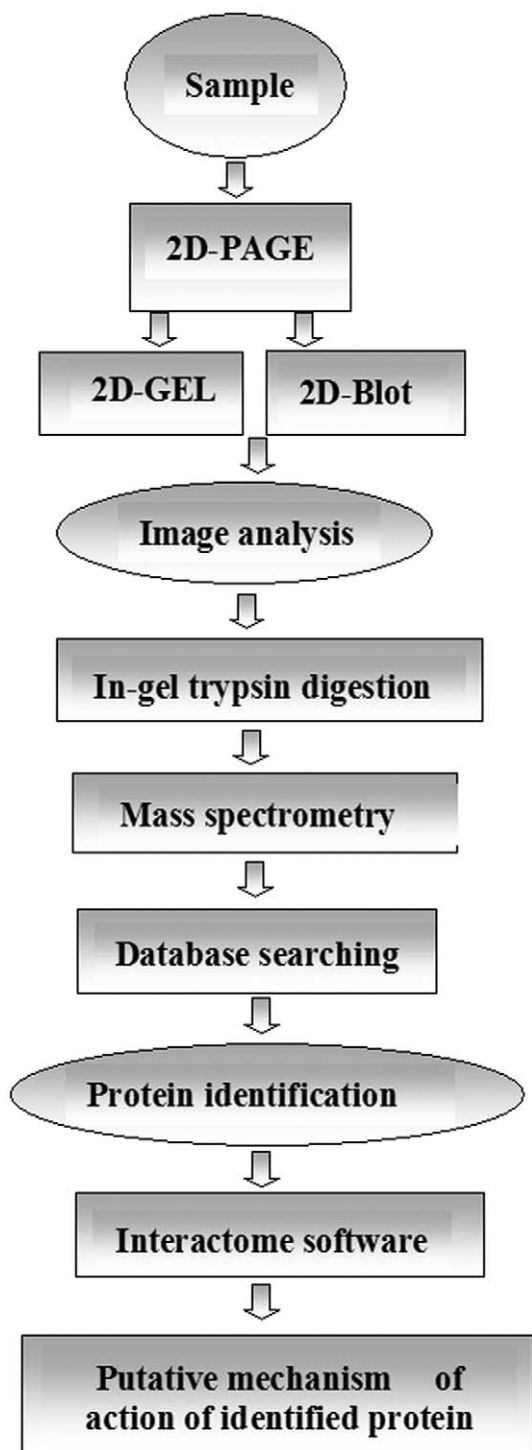 Sample
2D-PAGE
2D-GEL
2D-Blot
Image analysis
In-gel trypsin digestion
Mass spectrometry
Database searching
Protein identification
Interactome software
Putative mechanism of
action of identified protein